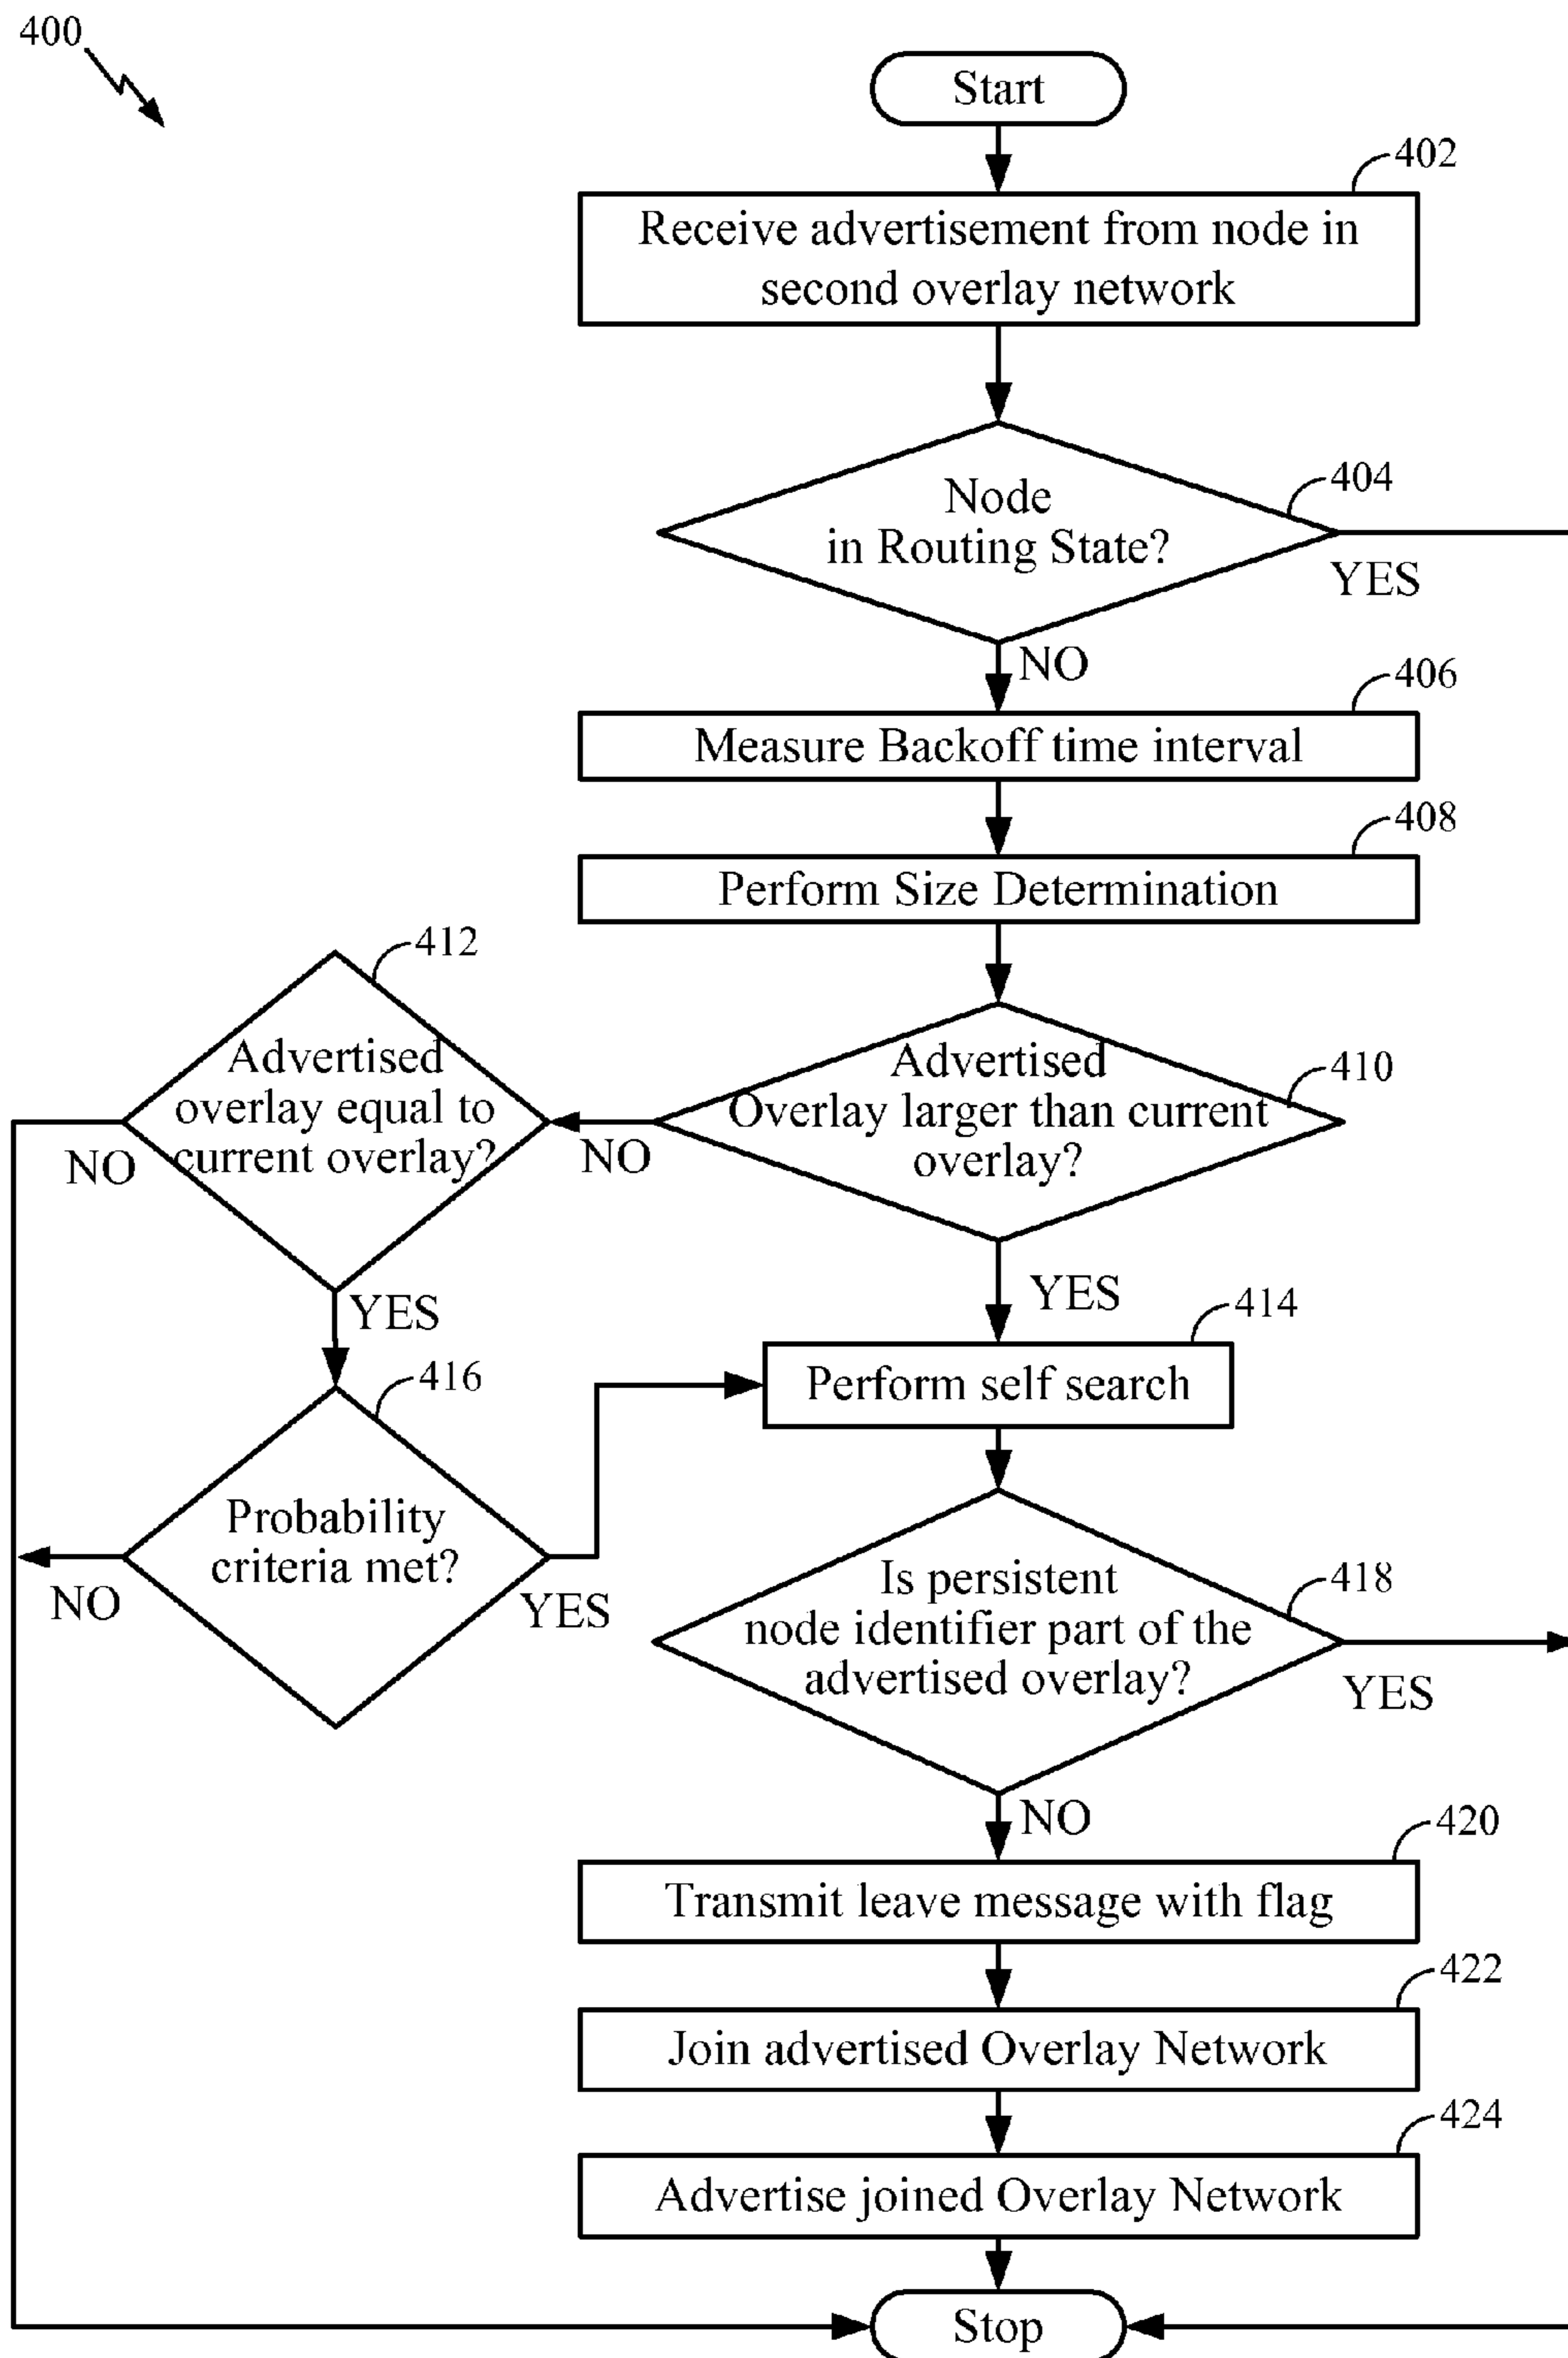 400
Start
402
Receive advertisement from node in
second overlay network
404
Node
in Routing State?
YES
NO
406
Measure Backoff time interval
408
Perform Size Determination
412
Advertised
overlay equal to
current overlay?
NO
YES
410
Advertised
Overlay larger than current
overlay?
NO
YES
414
Perform self search
416
Probability
criteria met?
NO
YES
418
Is persistent
node identifier part of the
advertised overlay?
YES
NO
420
Transmit leave message with flag
422
Join advertised Overlay Network
424
Advertise joined Overlay Network
Stop